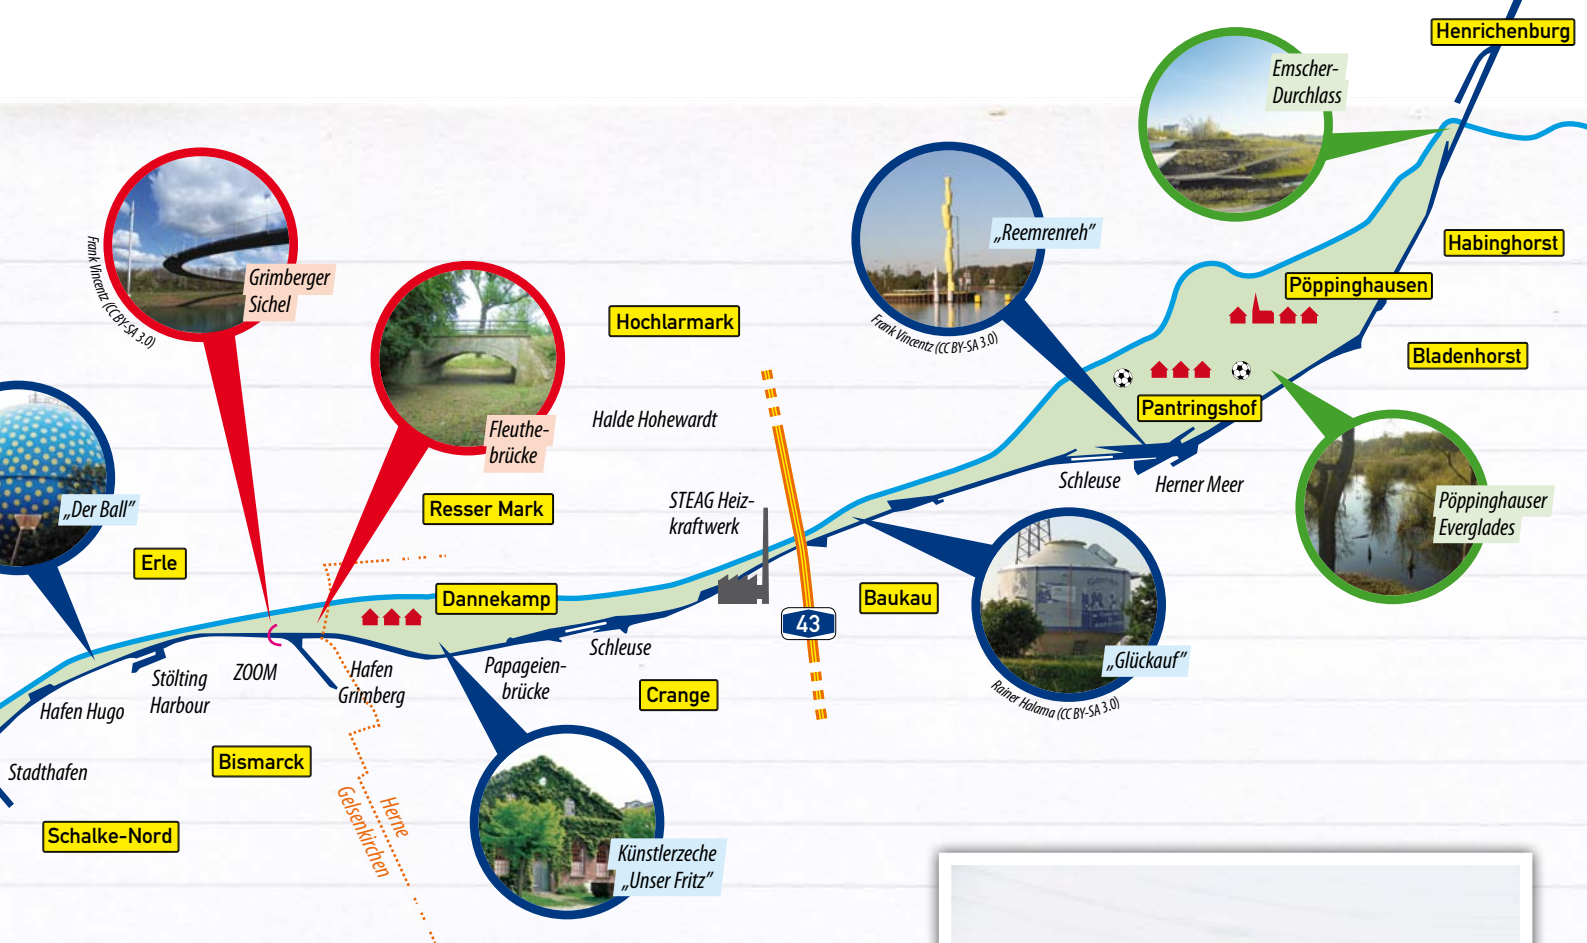 Henrichenburg
Emscher-
Durchlass
„Reemrenreh”
Frank Vincentz (CC BY-SA 3.0)
Habinghorst
Pöppinghausen
Bladenhorst
Pantringshof
Grimberger
Sichel
Frank Vincentz (CC BY-SA 3.0)
Hochlarmark
Halde Hohewardt
Fleuthe-
brücke
Schleuse
Herner Meer
Pöppinghauser
Everglades
„Der Ball”
Resser Mark
STEAG Heiz-
kraftwerk
Erle
Dannekamp
Baukau
43
„Glückauf”
Rainer Halama (CC BY-SA 3.0)
Schleuse
Papageien-
brücke
Crange
Hafen
Grimberg
ZOOM
Stölting
Harbour
Hafen Hugo
Stadthafen
Bismarck
Herne
Gelsenkirchen
Schalke-Nord
Künstlerzeche
„Unser Fritz”